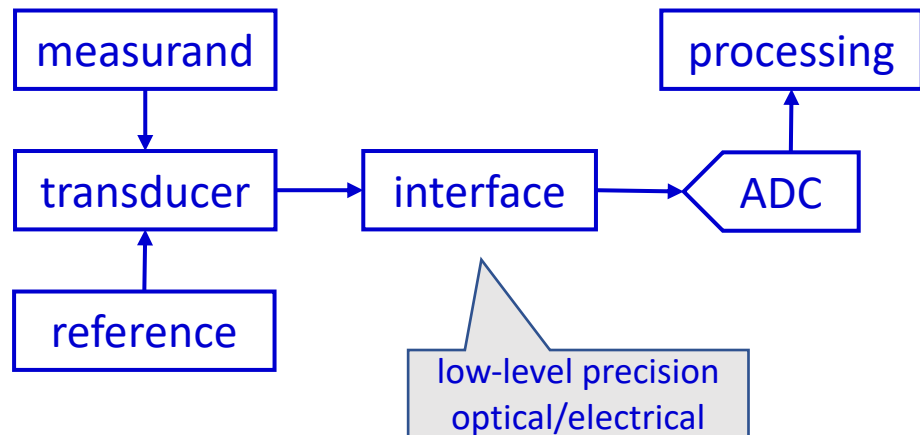 measurand
processing
transducer
interface
ADC
reference
low-level precision
optical/electrical